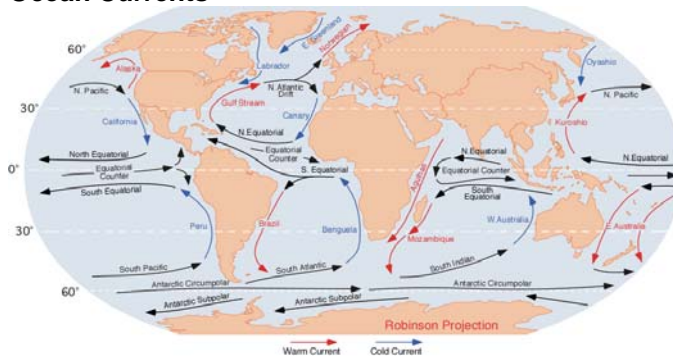 Ocean Currents
60°
30°
0°
30°
60°
Alaska
N. Pacific
California
North Equatorial
Equatorial
Counter
South Equatorial
Peru
South Pacific
Antarctic Circumpolar
Antarctic Subpolar
Labrador
E. Greenland
Norwegian
Gulf Stream
N. Atlantic
Drift
Canary
N.Equatorial
Equatorial
Counter
S. Equatorial
Brazil
Benguela
South Atlantic
Antarctic Subpolar
Agulhas
Mozambique
N.Equatorial
Equatorial Counter
South
Equatorial
W.Australia
South Indian
Antarctic Circumpolar
Oyashio
N. Pacific
Kuroshio
N.Equatorial
E.Australia
Robinson Projection
Warm Current
Cold Current